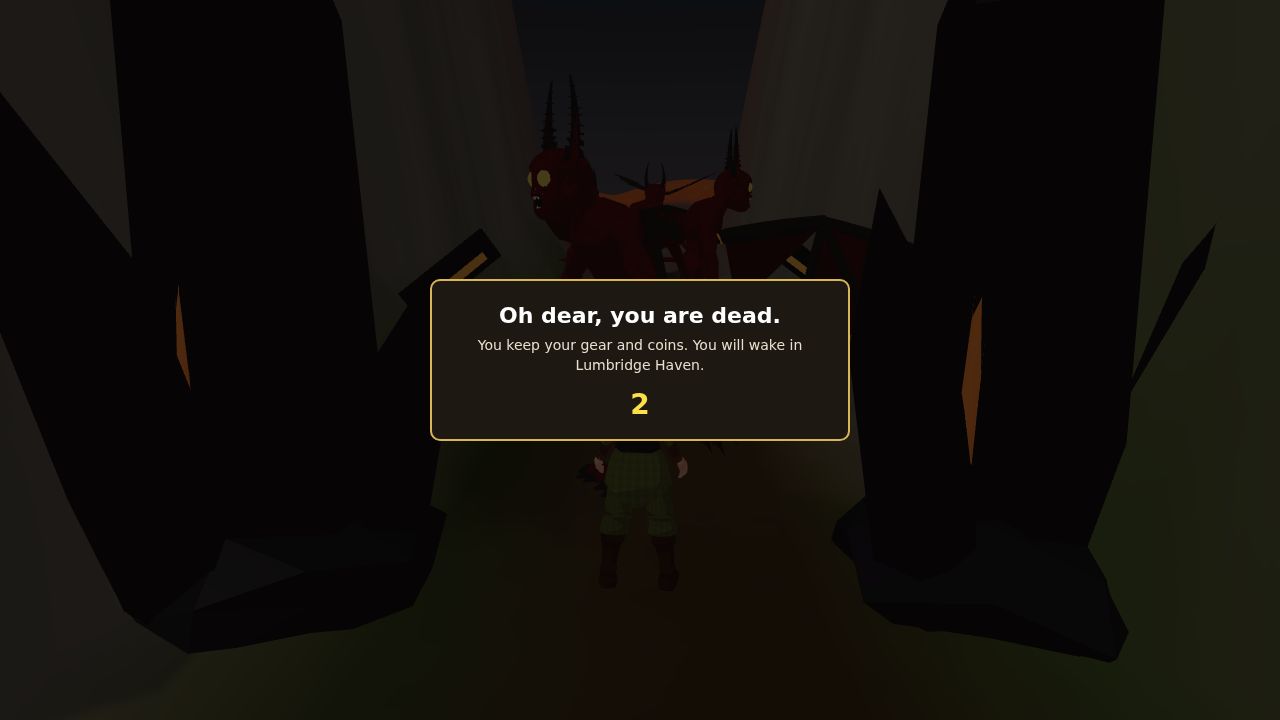 Oh dear, you are dead.
You keep your gear and coins. You will wake in
Lumbridge Haven.
2